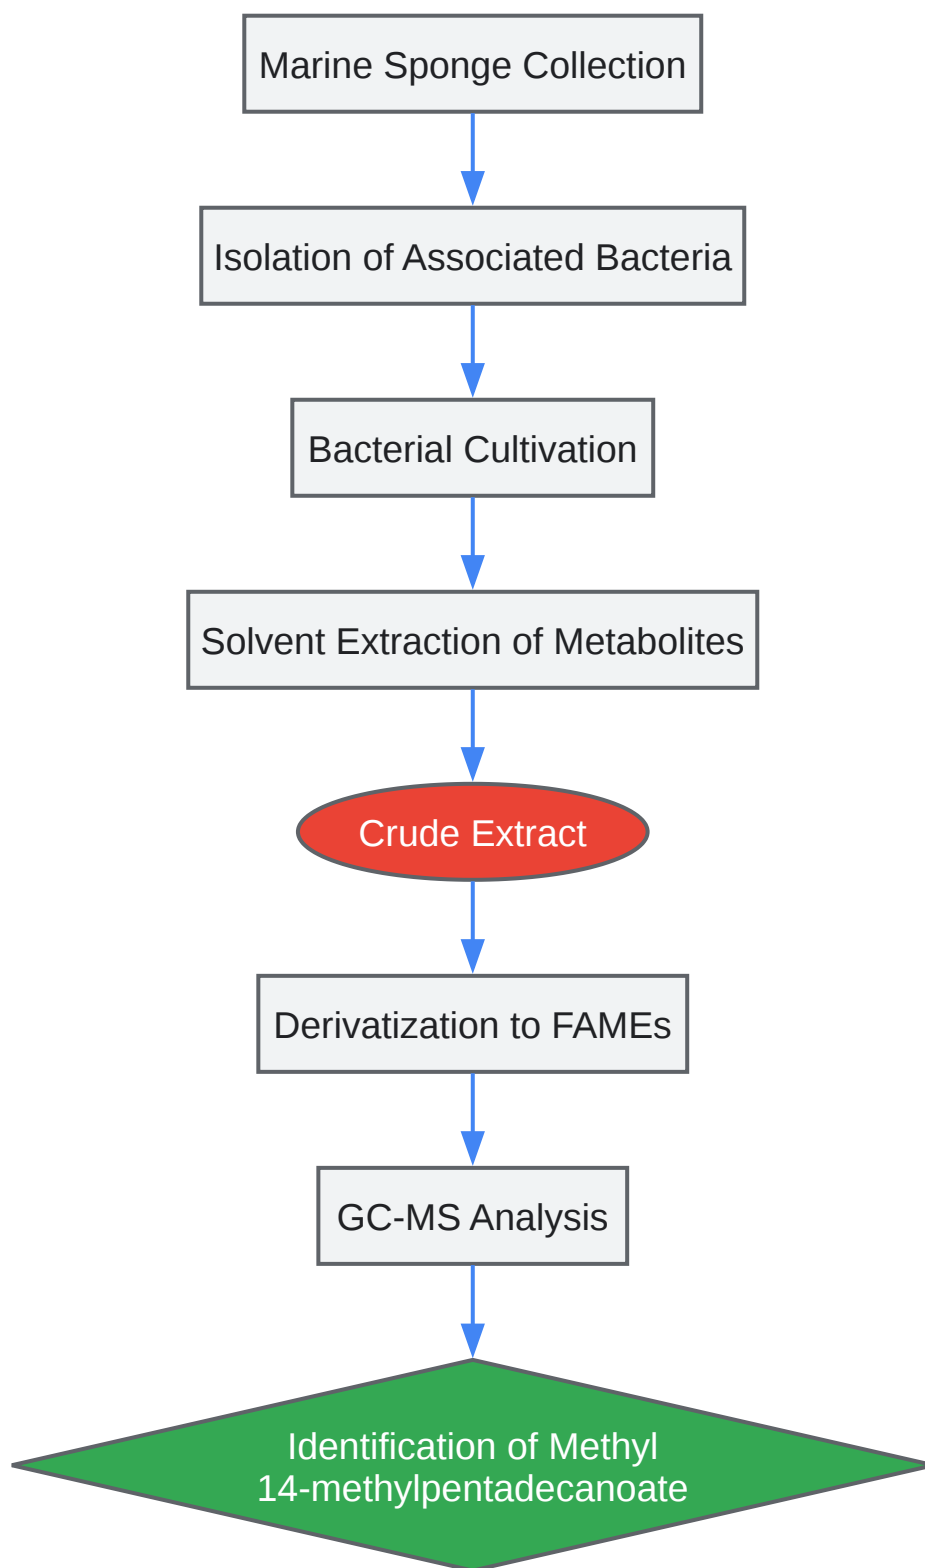 Marine Sponge Collection
Isolation of Associated Bacteria
Bacterial Cultivation
Solvent Extraction of Metabolites
Crude Extract
Derivatization to FAMEs
GC-MS Analysis
Identification of Methyl
14-methylpentadecanoate